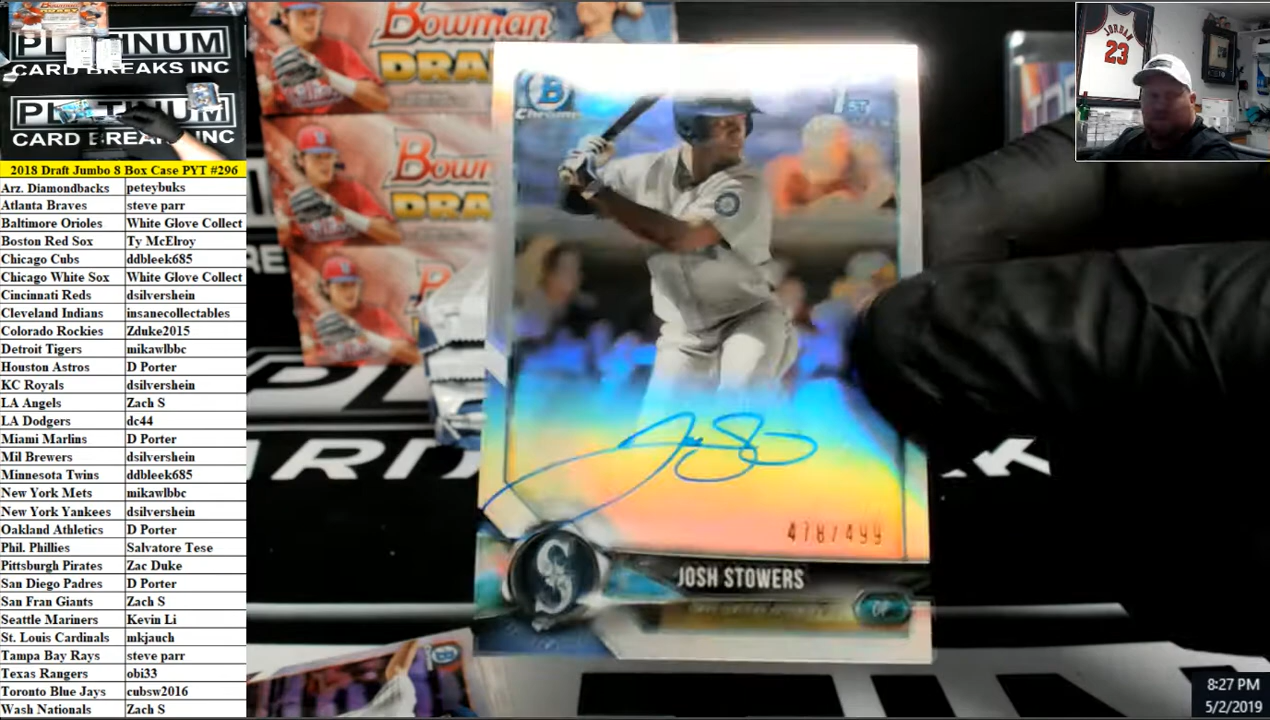 Bowman
DRAFT
PLATINUM
CARD BREAKS INC
PLATINUM
CARD BREAKS INC
2018 Draft Jumbo 8 Box Case PYT #296
Arz. Diamondbacks peteybuks
Atlanta Braves steve parr
Baltimore Orioles White Glove Collect
Boston Red Sox Ty McElroy
Chicago Cubs ddbleek685
Chicago White Sox White Glove Collect
Cincinnati Reds dsilvershein
Cleveland Indians insanecollectables
Colorado Rockies Zduke2015
Detroit Tigers mikawlbbc
Houston Astros D Porter
KC Royals dsilvershein
LA Angels Zach S
LA Dodgers dc44
Miami Marlins D Porter
Mil Brewers dsilvershein
Minnesota Twins ddbleek685
New York Mets mikawlbbc
New York Yankees dsilvershein
Oakland Athletics D Porter
Phil. Phillies Salvatore Tese
Pittsburgh Pirates Zac Duke
San Diego Padres D Porter
San Fran Giants Zach S
Seattle Mariners Kevin Li
St. Louis Cardinals mkjauch
Tampa Bay Rays steve parr
Texas Rangers obi33
Toronto Blue Jays cubsw2016
Wash Nationals Zach S
Bowman
DRA
Bowm
DRA
B
Chrome
1ST
478/499
JOSH STOWERS
OF
JORDAN
23
8:27 PM
5/2/2019